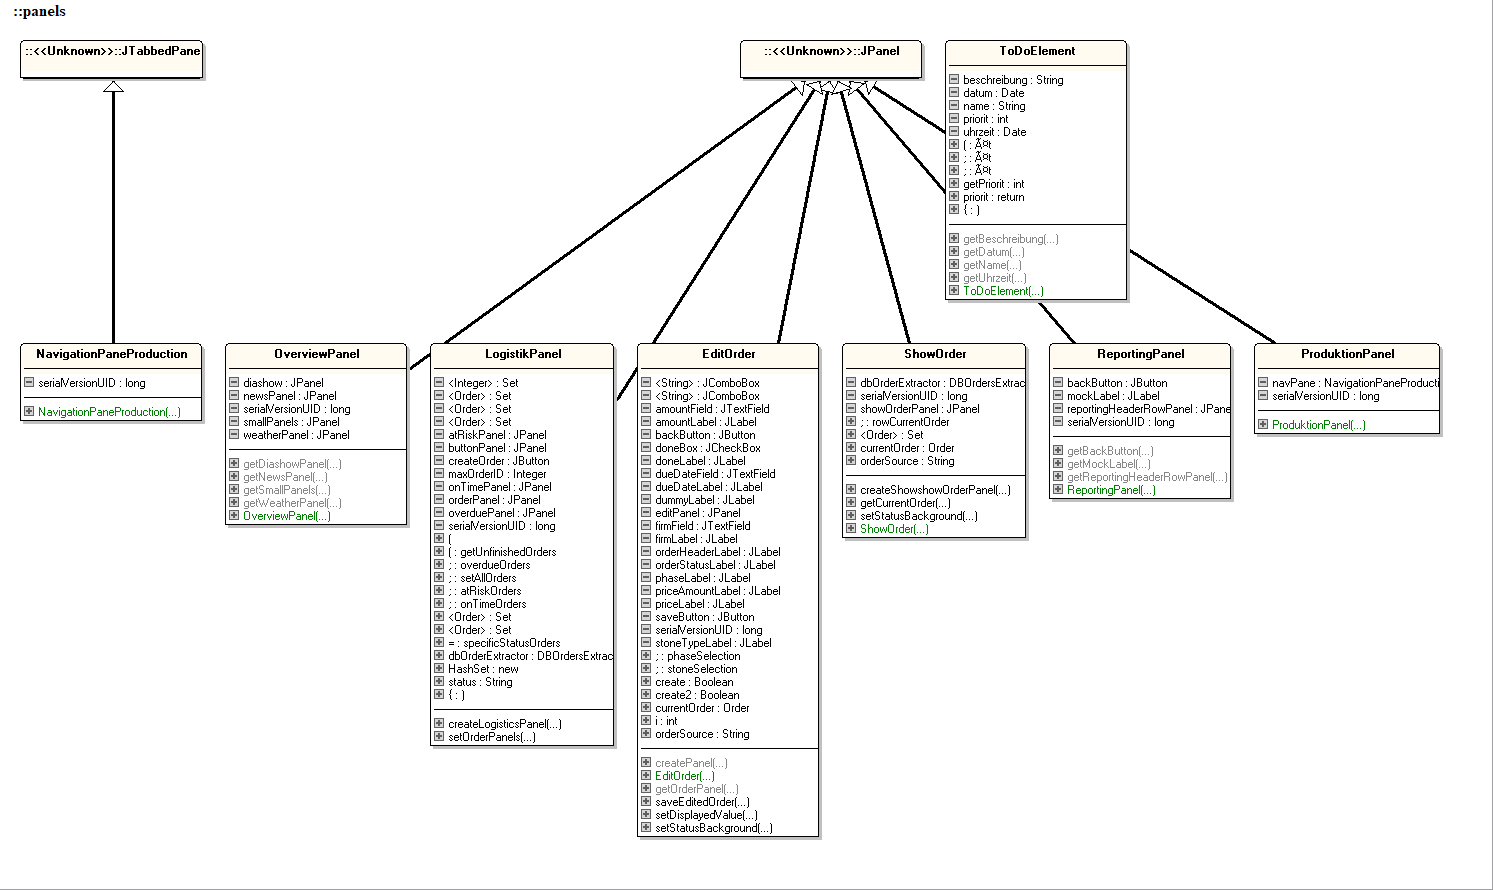 ::panels
::<<Unknown>>::JTabbedPane
::<<Unknown>>::JPanel
ToDoElement
beschreibung : String
datum : Date
name : String
priorit : int
uhrzeit : Date
( : Ã¤t
; : Ã¤t
; : Ã¤t
getPriorit : int
priorit : return
{ : )
getBeschreibung(...)
getDatum(...)
getName(...)
getUhrzeit(...)
ToDoElement(...)
NavigationPaneProduction
serialVersionUID : long
NavigationPaneProduction(...)
OverviewPanel
diashow : JPanel
newsPanel : JPanel
serialVersionUID : long
smallPanels : JPanel
weatherPanel : JPanel
getDiashowPanel(...)
getNewsPanel(...)
getSmallPanels(...)
getWeatherPanel(...)
OverviewPanel(...)
LogistikPanel
<Integer> : Set
<Order> : Set
<Order> : Set
<Order> : Set
atRiskPanel : JPanel
buttonPanel : JPanel
createOrder : JButton
maxOrderID : Integer
onTimePanel : JPanel
orderPanel : JPanel
overduePanel : JPanel
serialVersionUID : long
(
( : getUnfinishedOrders
; : overdueOrders
; : setAllOrders
; : atRiskOrders
; : onTimeOrders
<Order> : Set
<Order> : Set
= : specificStatusOrders
dbOrderExtractor : DBOrdersExtrac
HashSet : new
status : String
{ : )
createLogisticsPanel(...)
setOrderPanels(...)
EditOrder
<String> : JComboBox
<String> : JComboBox
amountField : JTextField
amountLabel : JLabel
backButton : JButton
doneBox : JCheckBox
doneLabel : JLabel
dueDateField : JTextField
dueDateLabel : JLabel
dummyLabel : JLabel
editPanel : JPanel
firmField : JTextField
firmLabel : JLabel
orderHeaderLabel : JLabel
orderStatusLabel : JLabel
phaseLabel : JLabel
priceAmountLabel : JLabel
priceLabel : JLabel
saveButton : JButton
serialVersionUID : long
stoneTypeLabel : JLabel
; : phaseSelection
; : stoneSelection
create : Boolean
create2 : Boolean
currentOrder : Order
i : int
orderSource : String
createPanel(...)
EditOrder(...)
getOrderPanel(...)
saveEditedOrder(...)
setDisplayedValue(...)
setStatusBackground(...)
ShowOrder
dbOrderExtractor : DBOrdersExtrac
serialVersionUID : long
showOrderPanel : JPanel
; : rowCurrentOrder
<Order> : Set
currentOrder : Order
orderSource : String
createShowshowOrderPanel(...)
getCurrentOrder(...)
setStatusBackground(...)
ShowOrder(...)
ReportingPanel
backButton : JButton
mockLabel : JLabel
reportingHeaderRowPanel : JPane
serialVersionUID : long
getBackButton(...)
getMockLabel(...)
getReportingHeaderRowPanel(...)
ReportingPanel(...)
ProduktionPanel
navPane : NavigationPaneProducti
serialVersionUID : long
ProduktionPanel(...)